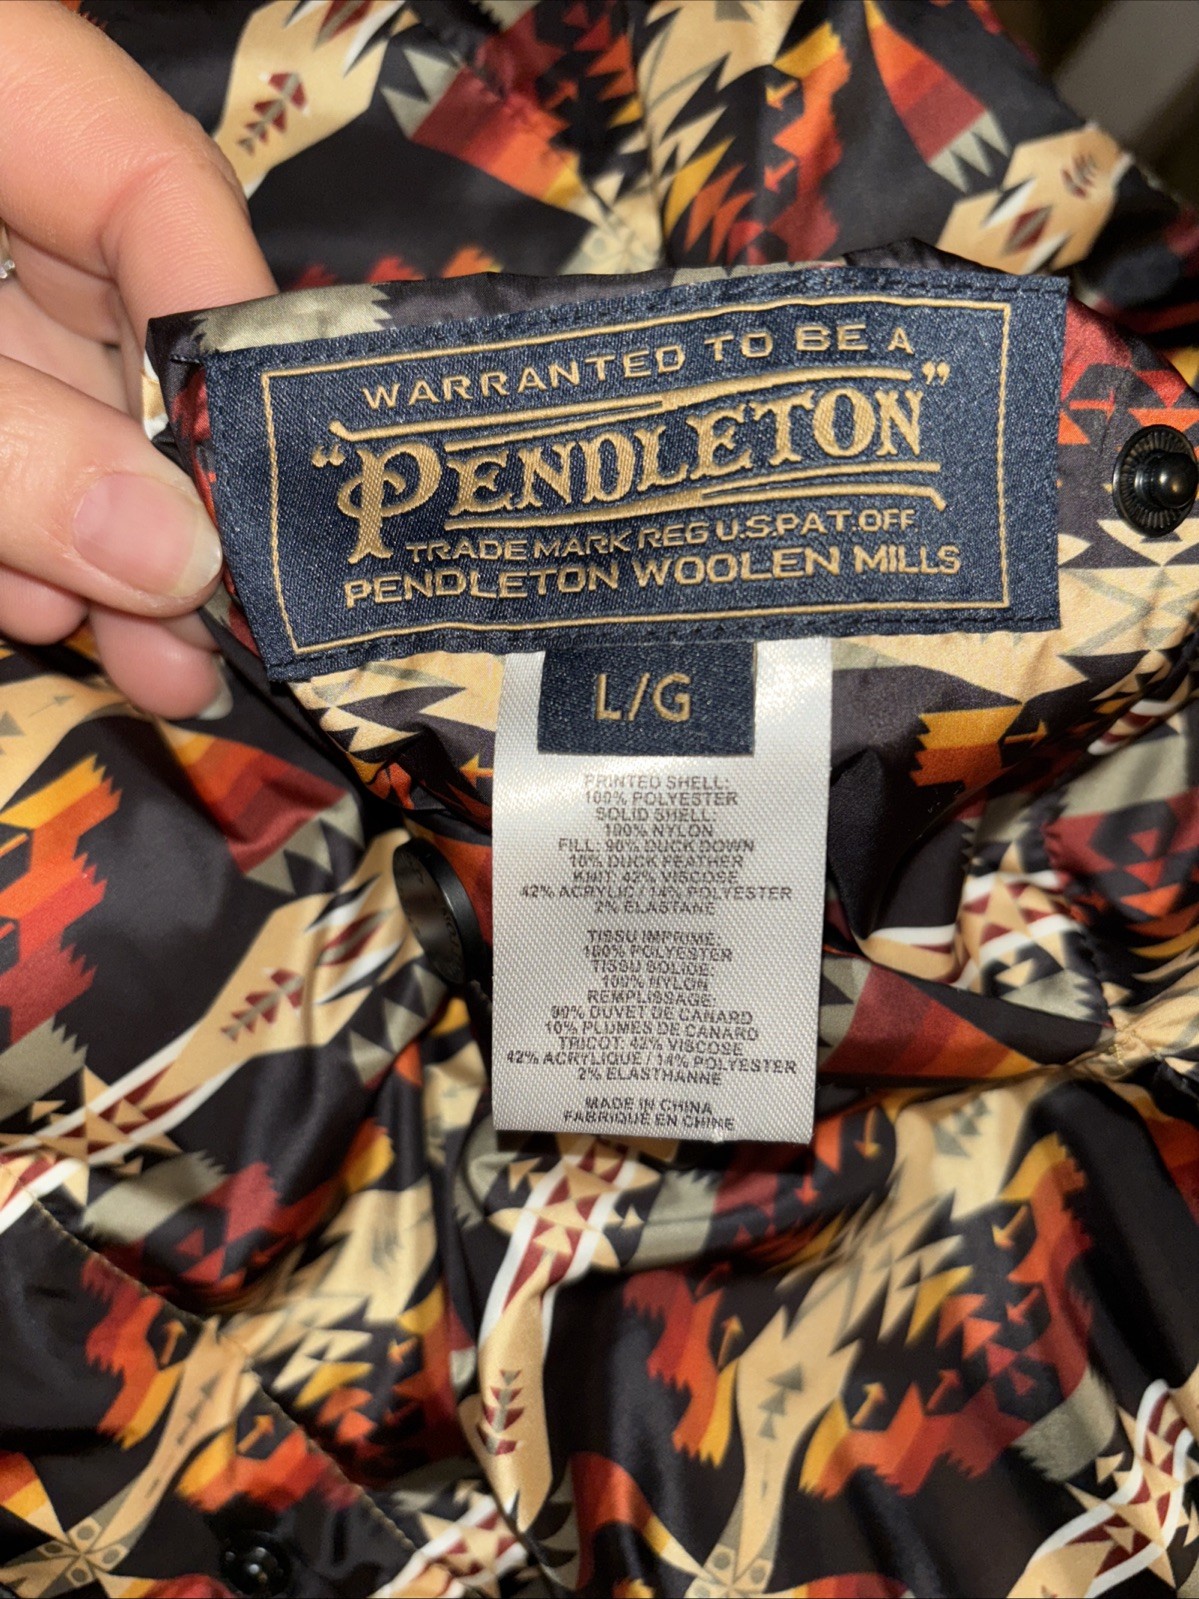 WARRANTED TO BE A
"PENDLETON"
TRADE MARK REG U.S.PAT.OFF.
PENDLETON WOOLEN MILLS
L/G
PRINTED SHELL:
100% POLYESTER
SOLID SHELL:
100% NYLON
FILL: 90% DUCK DOWN
10% DUCK FEATHER
KNIT: 42% VISCOSE
42% ACRYLIC / 14% POLYESTER
2% ELASTANE
TISSU IMPRIME:
100% POLYESTER
TISSU SOLIDE:
100% NYLON
REMPLISSAGE:
90% DUVET DE CANARD
10% PLUMES DE CANARD
TRICOT: 42% VISCOSE
42% ACRYLIQUE / 14% POLYESTER
2% ELASTHANNE
MADE IN CHINA
FABRIQUE EN CHINE